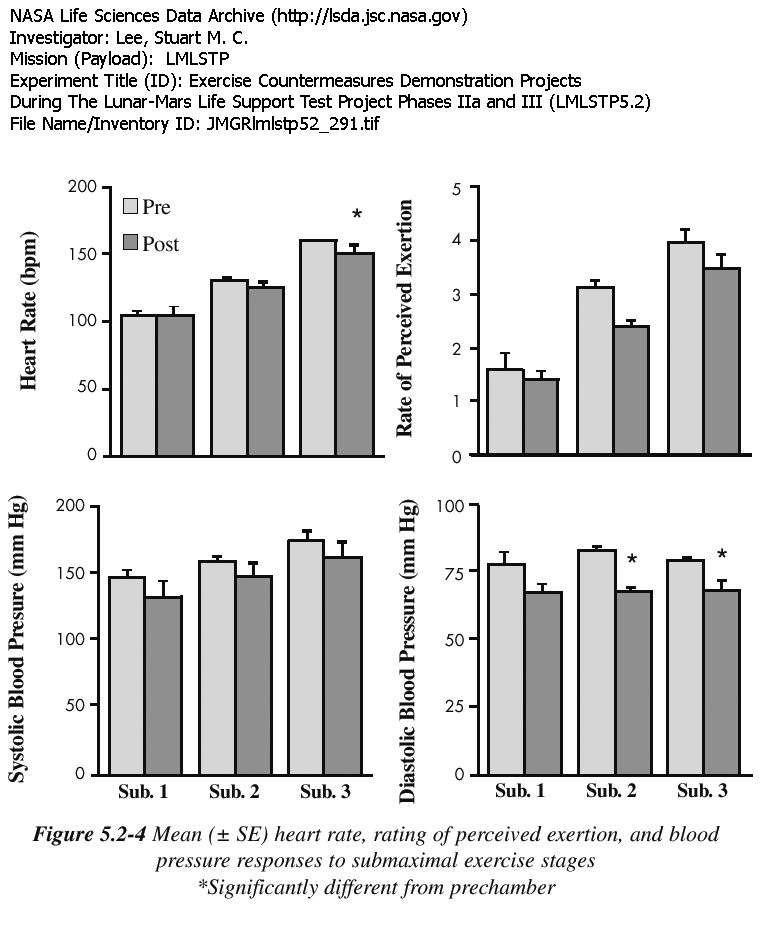 NASA Life Sciences Data Archive (http://lsda.jsc.nasa.gov)
Investigator: Lee, Stuart M. C.
Mission (Payload): LMLSTP
Experiment Title (ID): Exercise Countermeasures Demonstration Projects
During The Lunar-Mars Life Support Test Project Phases IIa and III (LMLSTP5.2)
File Name/Inventory ID: JMGRlmlstp52_291.tif
Heart Rate (bpm)
200
150
100
50
0
Pre
Post
*
Rate of Perceived Exertion
5
4
3
2
1
0
Systolic Blood Presure (mm Hg)
200
150
100
50
0
Sub. 1 Sub. 2 Sub. 3
Diastolic Blood Pressure (mm Hg)
100
75
50
25
0
* *
Sub. 1 Sub. 2 Sub. 3
Figure 5.2-4 Mean (± SE) heart rate, rating of perceived exertion, and blood
pressure responses to submaximal exercise stages
*Significantly different from prechamber